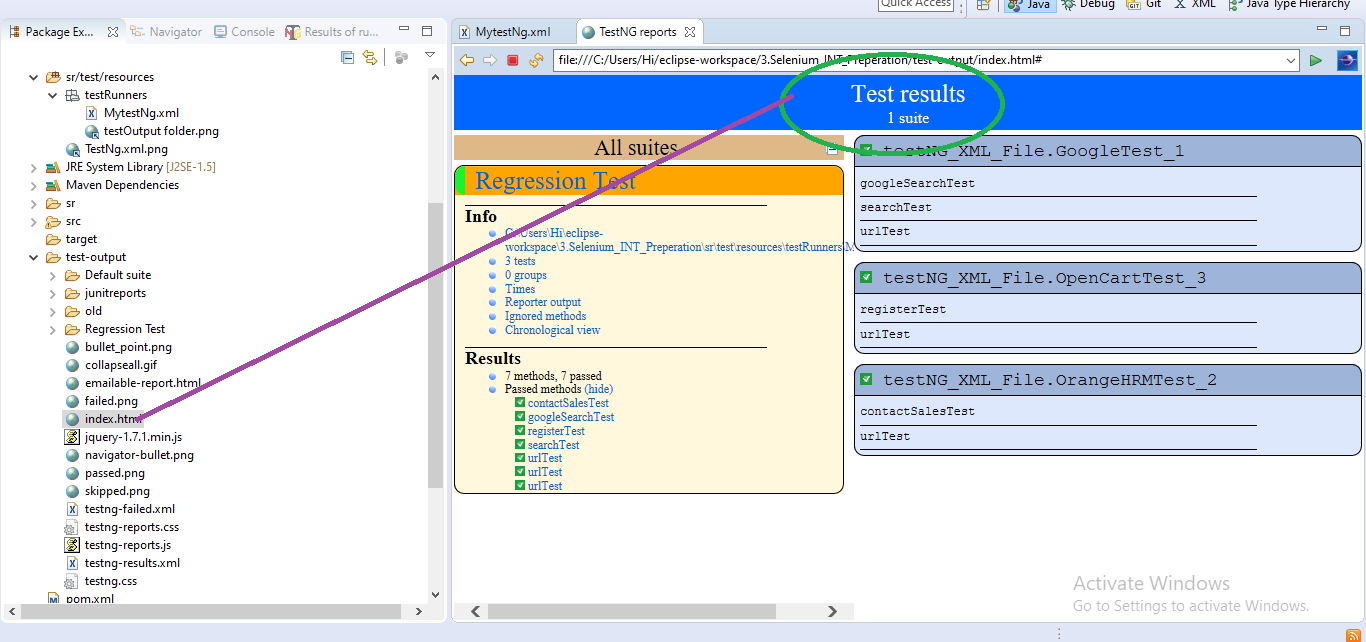 Quick Access
Java
Debug
Git
XML
Java Type Hierarchy
Package Ex...
Navigator
Console
Results of ru...
MytestNg.xml
TestNG reports
file:///C:/Users/Hi/eclipse-workspace/3.Selenium_INT_Preperation/test-output/index.html#
sr/test/resources
testRunners
MytestNg.xml
testOutput folder.png
TestNg.xml.png
JRE System Library [J2SE-1.5]
Maven Dependencies
sr
src
target
test-output
Default suite
junitreports
old
Regression Test
bullet_point.png
collapseall.gif
emailable-report.html
failed.png
index.html
jquery-1.7.1.min.js
navigator-bullet.png
passed.png
skipped.png
testng-failed.xml
testng-reports.css
testng-reports.js
testng-results.xml
testng.css
pom.xml
Test results
1 suite
All suites
Regression Test
Info
C:\Users\Hi\eclipse-
workspace\3.Selenium_INT_Preperation\sr\test\resources\testRunners\M
3 tests
0 groups
Times
Reporter output
Ignored methods
Chronological view
Results
7 methods, 7 passed
Passed methods (hide)
contactSalesTest
googleSearchTest
registerTest
searchTest
urlTest
urlTest
urlTest
testNG_XML_File.GoogleTest_1
googleSearchTest
searchTest
urlTest
testNG_XML_File.OpenCartTest_3
registerTest
urlTest
testNG_XML_File.OrangeHRMTest_2
contactSalesTest
urlTest
Activate Windows
Go to Settings to activate Windows.